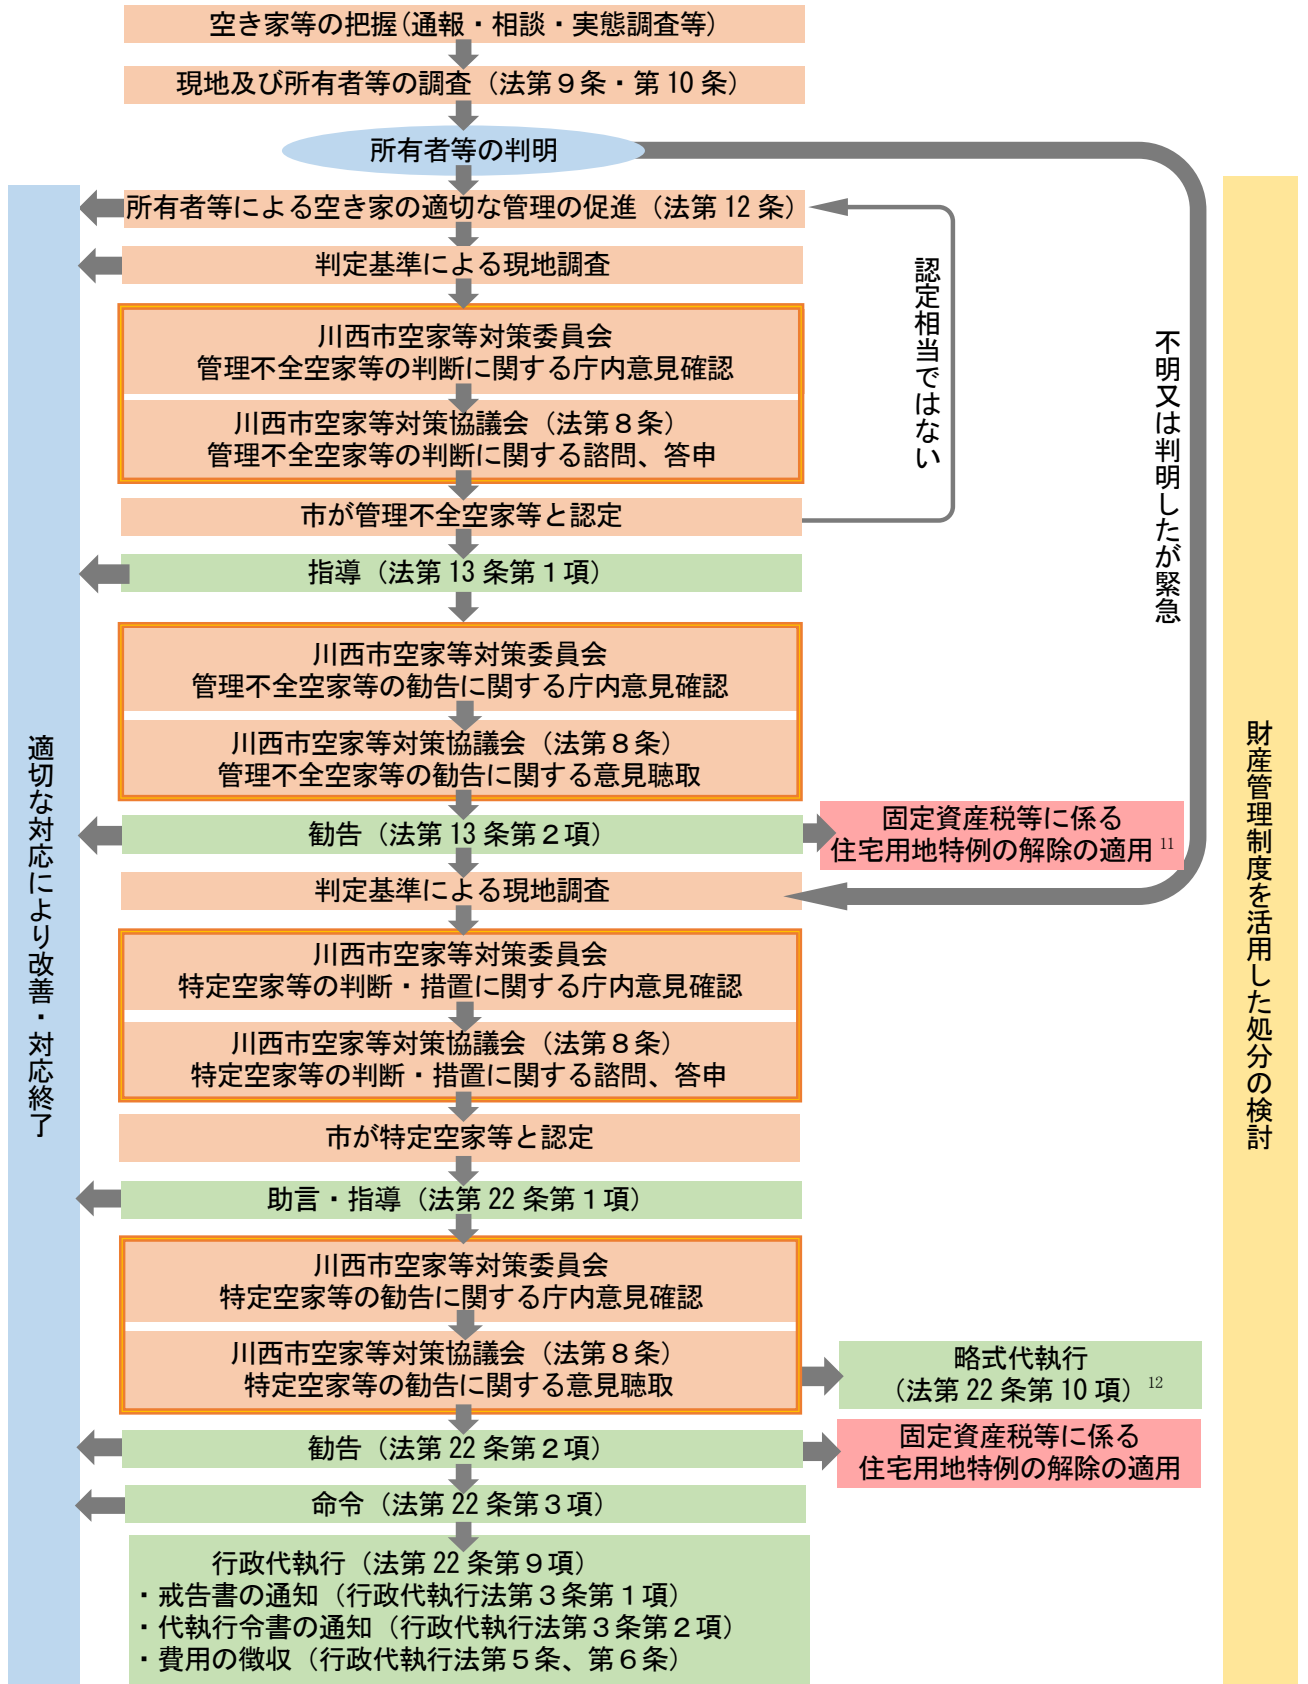 空き家等の把握(通報・相談・実態調査等)
現地及び所有者等の調査（法第９条・第 10 条）
所有者等の判明
所有者等による空き家の適切な管理の促進（法第 12 条）
判定基準による現地調査
川西市空家等対策委員会
管理不全空家等の判断に関する庁内意見確認
川西市空家等対策協議会（法第８条）
管理不全空家等の判断に関する諮問、答申
市が管理不全空家等と認定
認定相当ではない
不明又は判明したが緊急
指導（法第 13 条第１項）
川西市空家等対策委員会
管理不全空家等の勧告に関する庁内意見確認
川西市空家等対策協議会（法第８条）
管理不全空家等の勧告に関する意見聴取
勧告（法第 13 条第２項）
固定資産税等に係る
住宅用地特例の解除の適用 11
判定基準による現地調査
川西市空家等対策委員会
特定空家等の判断・措置に関する庁内意見確認
川西市空家等対策協議会（法第８条）
特定空家等の判断・措置に関する諮問、答申
市が特定空家等と認定
助言・指導（法第 22 条第１項）
川西市空家等対策委員会
特定空家等の勧告に関する庁内意見確認
川西市空家等対策協議会（法第８条）
特定空家等の勧告に関する意見聴取
略式代執行
（法第 22 条第 10 項）12
勧告（法第 22 条第２項）
固定資産税等に係る
住宅用地特例の解除の適用
命令（法第 22 条第３項）
行政代執行（法第 22 条第９項）
・戒告書の通知（行政代執行法第３条第１項）
・代執行令書の通知（行政代執行法第３条第２項）
・費用の徴収（行政代執行法第５条、第６条）
適切な対応により改善・対応終了
財産管理制度を活用した処分の検討